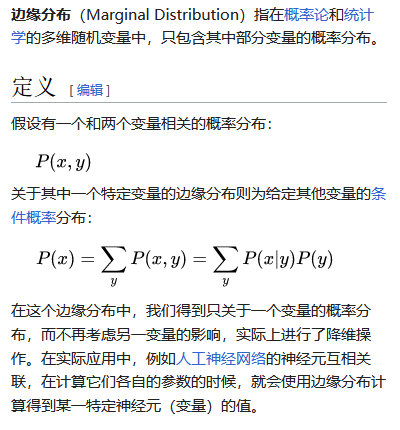 边缘分布（Marginal Distribution）指在概率论和统计
学的多维随机变量中，只包含其中部分变量的概率分布。
定义 [编辑]
假设有一个和两个变量相关的概率分布：
P(x, y)
关于其中一个特定变量的边缘分布则为给定其他变量的条
件概率分布：
P(x) = ∑_y P(x, y) = ∑_y P(x|y)P(y)
在这个边缘分布中，我们得到只关于一个变量的概率分
布，而不再考虑另一变量的影响，实际上进行了降维操
作。在实际应用中，例如人工神经网络的神经元互相关
联，在计算它们各自的参数的时候，就会使用边缘分布计
算得到某一特定神经元（变量）的值。